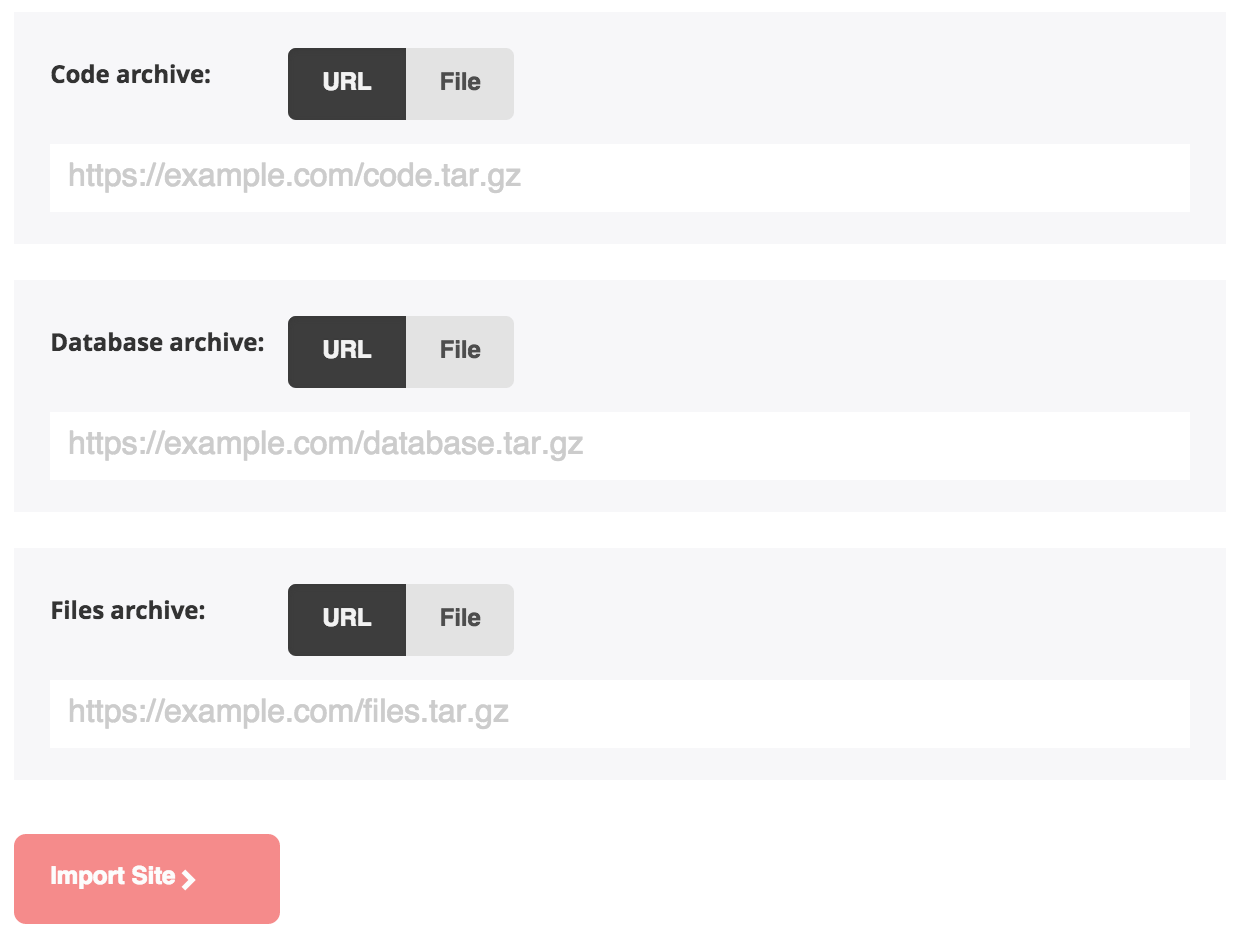 Code archive: URL File
https://example.com/code.tar.gz
Database archive: URL File
https://example.com/database.tar.gz
Files archive: URL File
https://example.com/files.tar.gz
Import Site